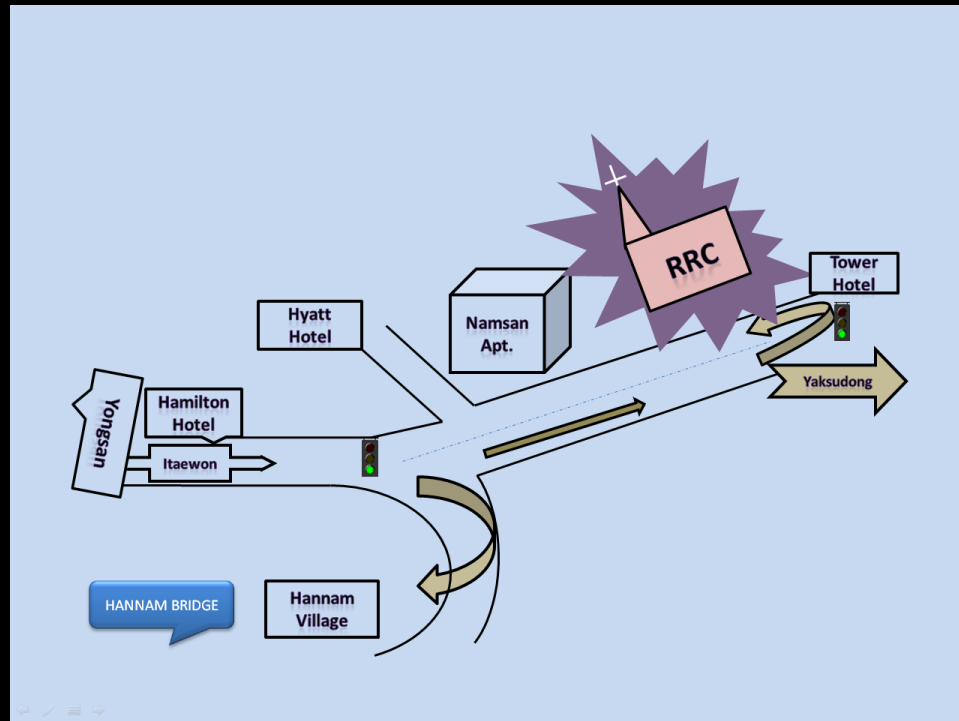 RRC
Tower
Hotel
Hyatt
Hotel
Namsan
Apt.
Yaksudong
Yongsan
Hamilton
Hotel
Itaewon
HANNAM BRIDGE
Hannam
Village